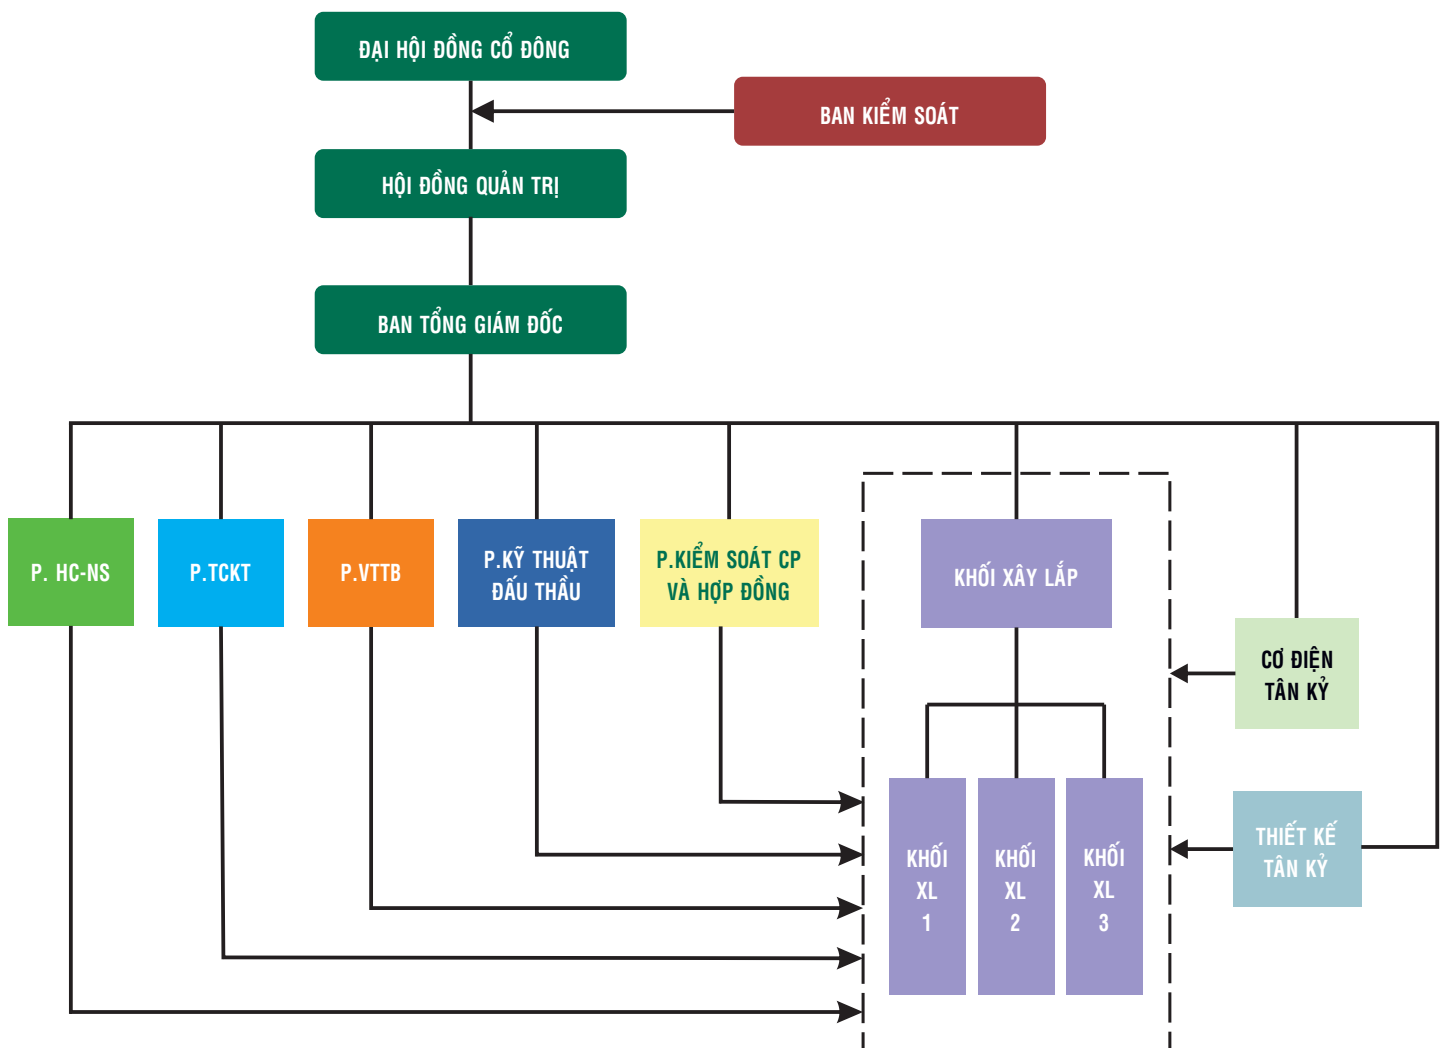 ĐẠI HỘI ĐỒNG CỔ ĐÔNG
BAN KIỂM SOÁT
HỘI ĐỒNG QUẢN TRỊ
BAN TỔNG GIÁM ĐỐC
P. HC-NS
P.TCKT
P.VTTB
P.KỸ THUẬT
ĐẤU THẦU
P.KIỂM SOÁT CP
VÀ HỢP ĐỒNG
KHỐI XÂY LẮP
CƠ ĐIỆN
TÂN KỶ
THIẾT KẾ
TÂN KỶ
KHỐI
XL
1
KHỐI
XL
2
KHỐI
XL
3